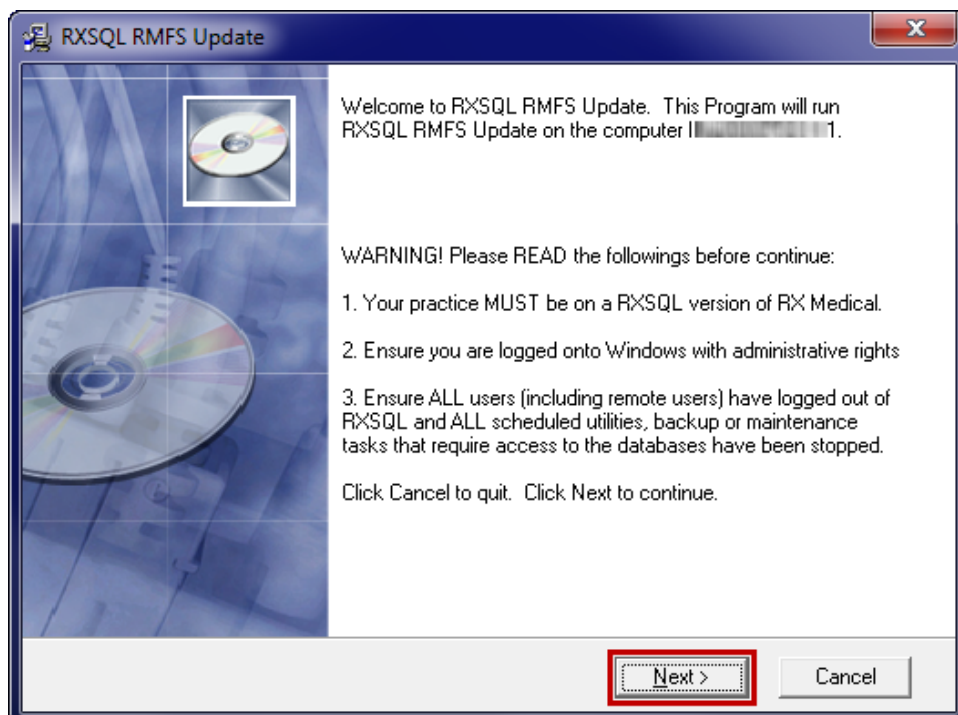 RXSQL RMFS Update
Welcome to RXSQL RMFS Update. This Program will run
RXSQL RMFS Update on the computer I 1.
WARNING! Please READ the followings before continue:
1. Your practice MUST be on a RXSQL version of RX Medical.
2. Ensure you are logged onto Windows with administrative rights
3. Ensure ALL users (including remote users) have logged out of
RXSQL and ALL scheduled utilities, backup or maintenance
tasks that require access to the databases have been stopped.
Click Cancel to quit. Click Next to continue.
Next >
Cancel